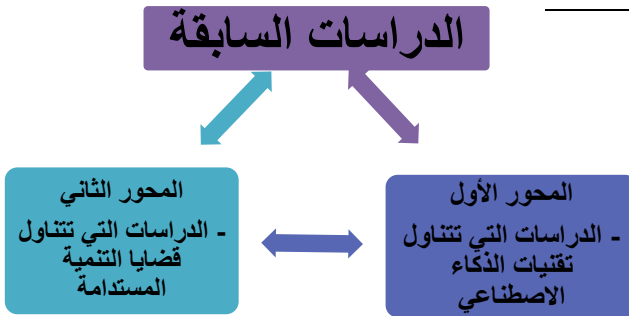 الدراسات السابقة
المحور الأول
- الدراسات التي تتناول
تقنيات الذكاء
الاصطناعي
المحور الثاني
- الدراسات التي تتناول
قضايا التنمية
المستدامة